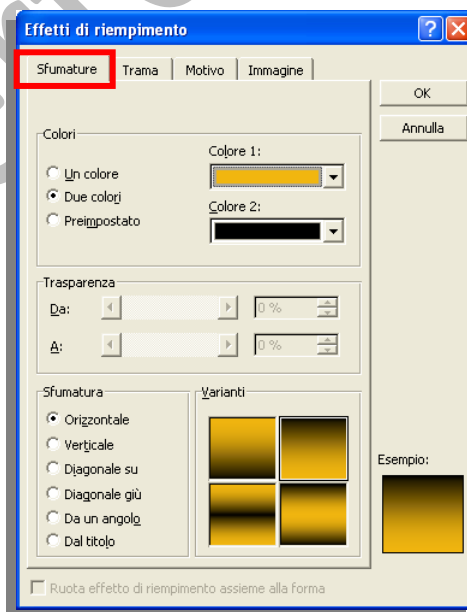 Effetti di riempimento
Sfumature Trama Motivo Immagine
OK
Annulla
Colori
Un colore
Due colori
Preimpostato
Colore 1:
Colore 2:
Trasparenza
Da: 0 %
A: 0 %
Sfumatura
Orizzontale
Verticale
Diagonale su
Diagonale giù
Da un angolo
Dal titolo
Varianti
Esempio:
Ruota effetto di riempimento assieme alla forma